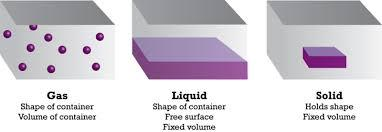 Gas
Shape of container
Volume of container
Liquid
Shape of container
Free surface
Fixed volume
Solid
Holds shape
Fixed volume